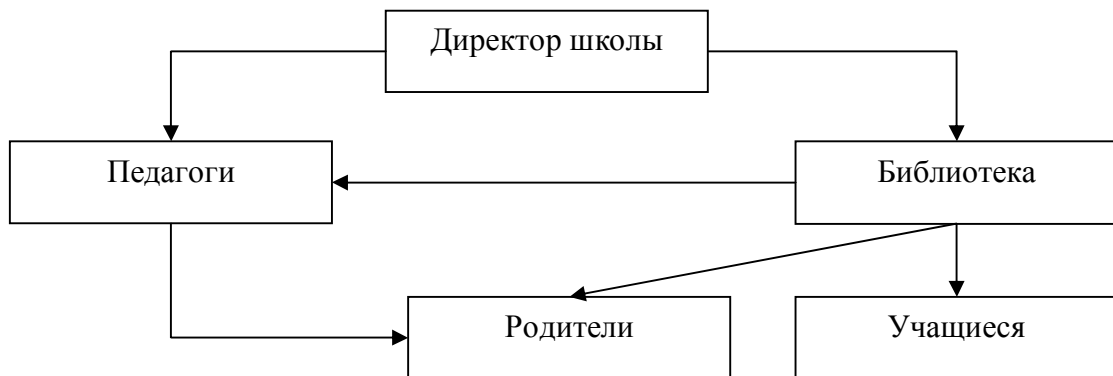 Директор школы
Педагоги
Библиотека
Родители
Учащиеся